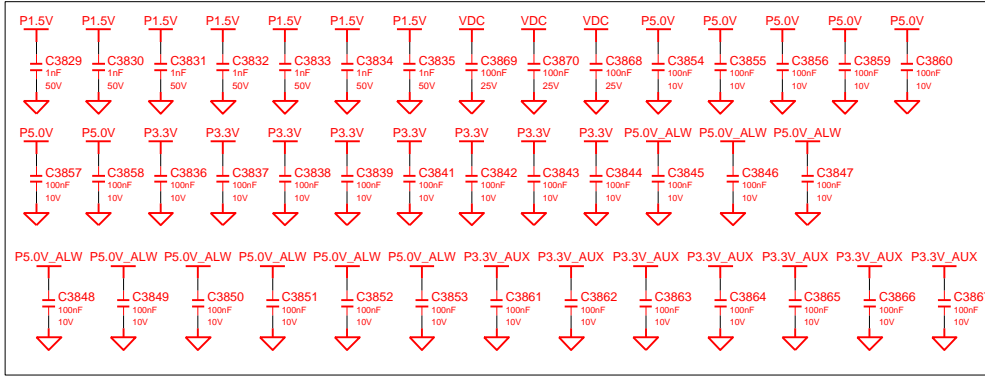 P1.5V P1.5V P1.5V P1.5V P1.5V P1.5V P1.5V VDC VDC VDC P5.0V P5.0V P5.0V P5.0V P5.0V
C3829 C3830 C3831 C3832 C3833 C3834 C3835 C3869 C3870 C3868 C3854 C3855 C3856 C3859 C3860
1nF 1nF 1nF 1nF 1nF 1nF 1nF 100nF 100nF 100nF 100nF 100nF 100nF 100nF 100nF
50V 50V 50V 50V 50V 50V 50V 25V 25V 25V 10V 10V 10V 10V 10V
P5.0V P5.0V P3.3V P3.3V P3.3V P3.3V P3.3V P3.3V P3.3V P3.3V P5.0V_ALW P5.0V_ALW P5.0V_ALW
C3857 C3858 C3836 C3837 C3838 C3839 C3841 C3842 C3843 C3844 C3845 C3846 C3847
100nF 100nF 100nF 100nF 100nF 100nF 100nF 100nF 100nF 100nF 100nF 100nF 100nF
10V 10V 10V 10V 10V 10V 10V 10V 10V 10V 10V 10V 10V
P5.0V_ALW P5.0V_ALW P5.0V_ALW P5.0V_ALW P5.0V_ALW P5.0V_ALW P3.3V_AUX P3.3V_AUX P3.3V_AUX P3.3V_AUX P3.3V_AUX P3.3V_AUX P3.3V_AUX
C3848 C3849 C3850 C3851 C3852 C3853 C3861 C3862 C3863 C3864 C3865 C3866 C3867
100nF 100nF 100nF 100nF 100nF 100nF 100nF 100nF 100nF 100nF 100nF 100nF 100nF
10V 10V 10V 10V 10V 10V 10V 10V 10V 10V 10V 10V 10V